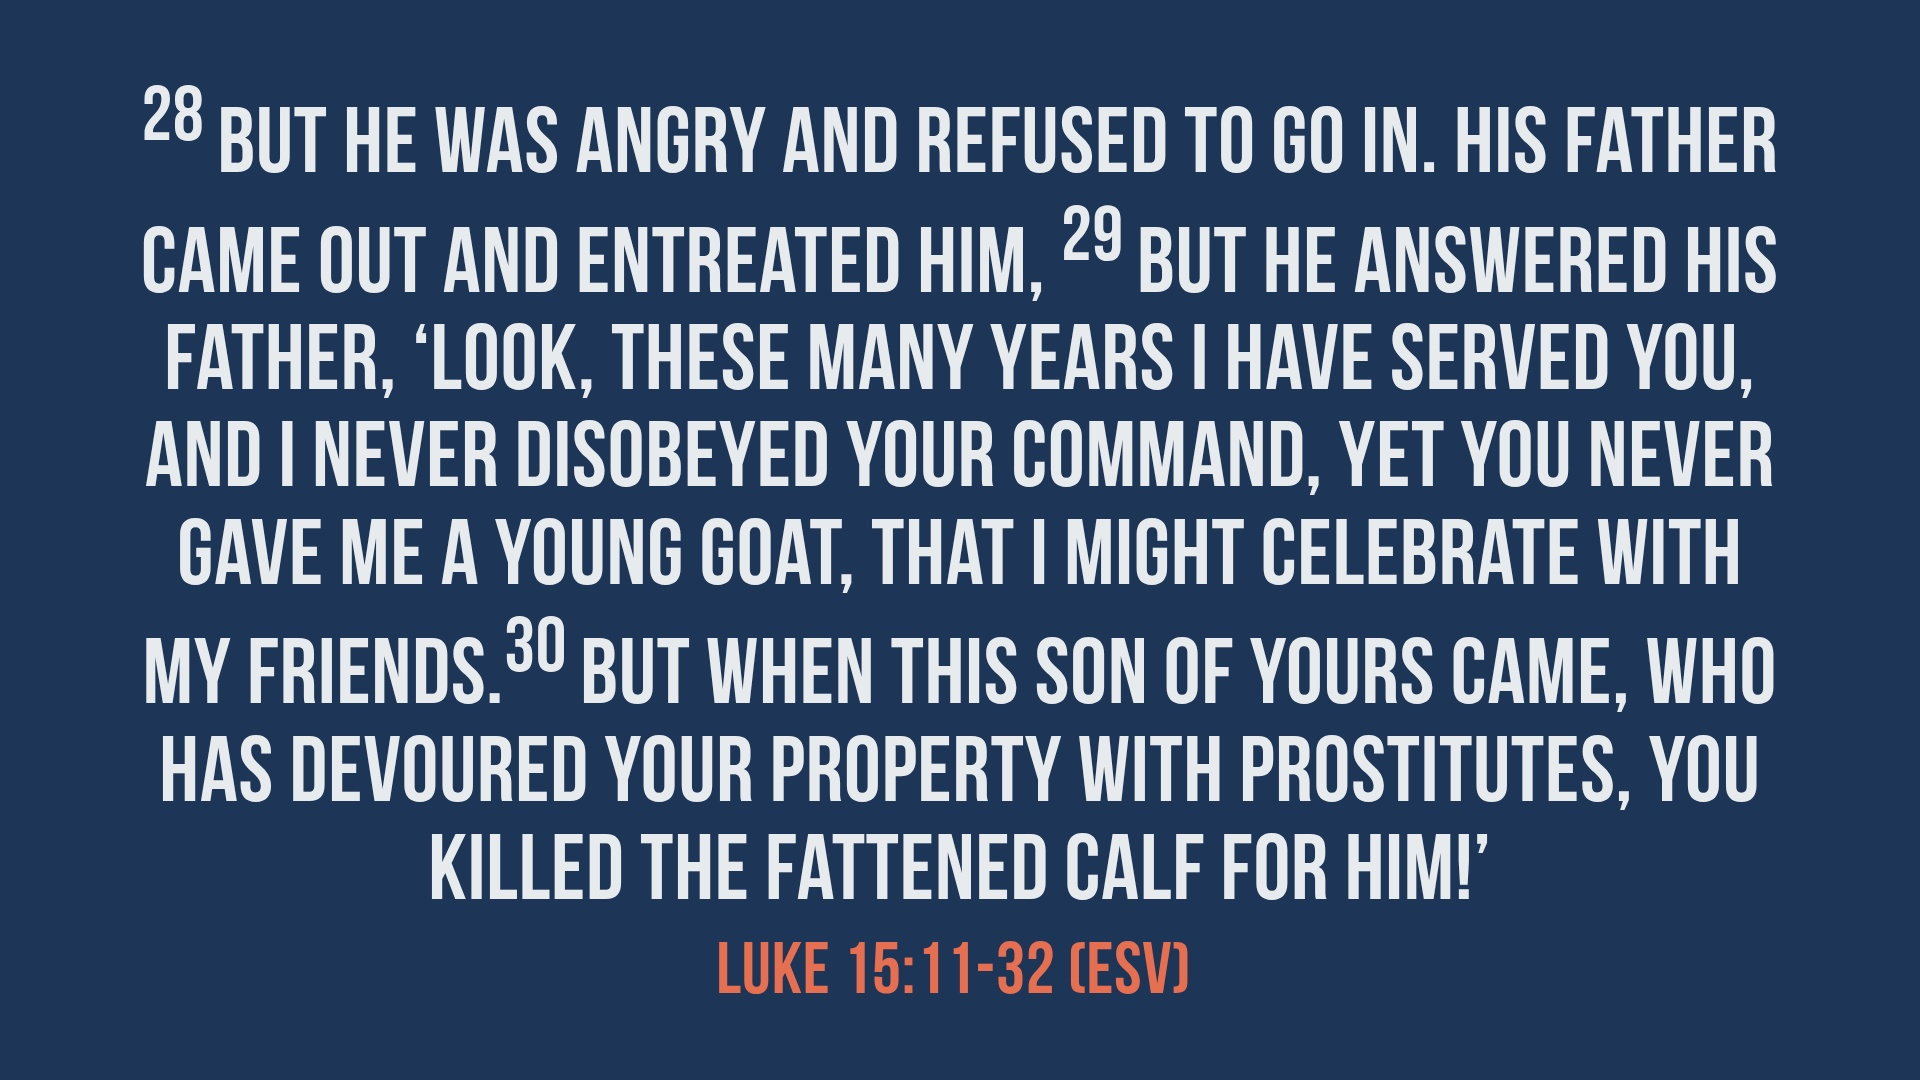 28 BUT HE WAS ANGRY AND REFUSED TO GO IN. HIS FATHER
CAME OUT AND ENTREATED HIM, 29 BUT HE ANSWERED HIS
FATHER, ‘LOOK, THESE MANY YEARS I HAVE SERVED YOU,
AND I NEVER DISOBEYED YOUR COMMAND, YET YOU NEVER
GAVE ME A YOUNG GOAT, THAT I MIGHT CELEBRATE WITH
MY FRIENDS.30 BUT WHEN THIS SON OF YOURS CAME, WHO
HAS DEVOURED YOUR PROPERTY WITH PROSTITUTES, YOU
KILLED THE FATTENED CALF FOR HIM!’
LUKE 15:11-32 (ESV)